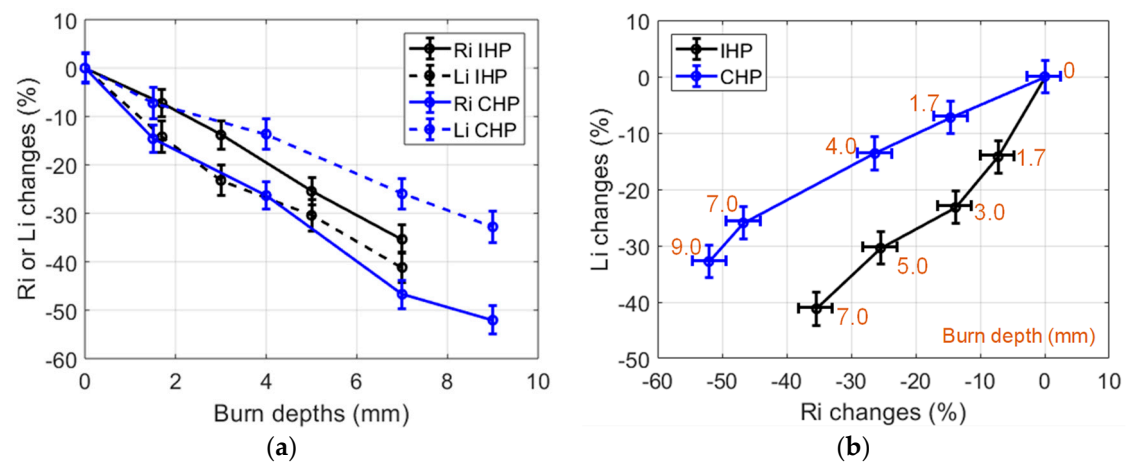 10
0
-10
-20
-30
-40
-50
-60
0
2
4
6
8
10
Ri or Li changes (%)
Burn depths (mm)
Ri IHP
Li IHP
Ri CHP
Li CHP
(a)
10
0
-10
-20
-30
-40
-50
-60
-50
-40
-30
-20
-10
0
10
Li changes (%)
Ri changes (%)
IHP
CHP
0
1.7
1.7
4.0
3.0
7.0
5.0
9.0
7.0
Burn depth (mm)
(b)